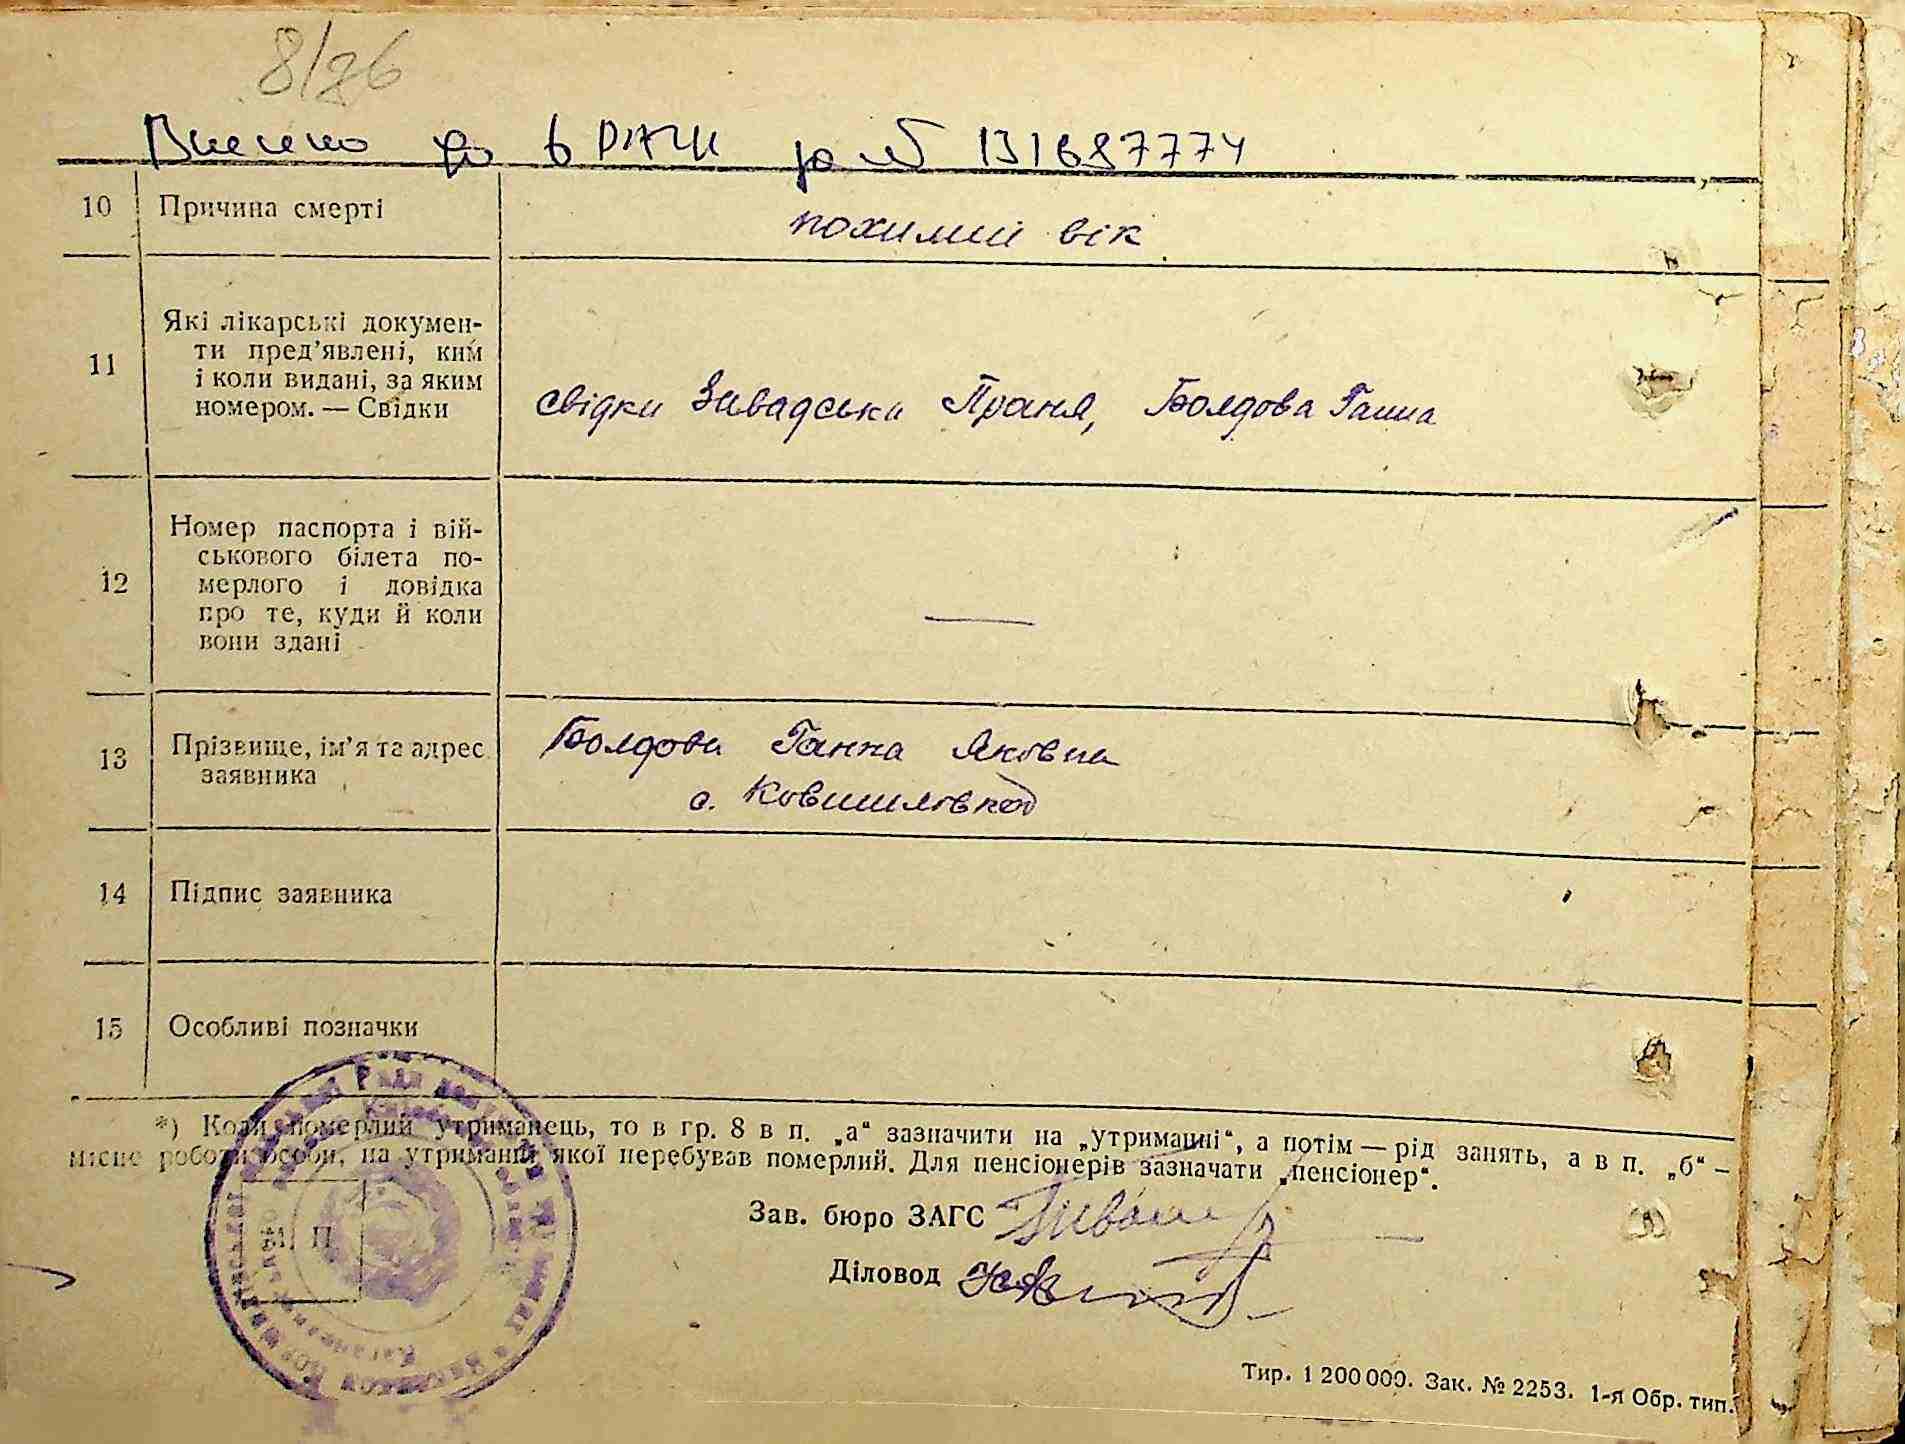 8/26
Внесено до ДРАЦС за № 131687774
10 Причина смерті похилий вік
11 Які лікарські докумен-
ти пред’явлені, ким
і коли видані, за яким
номером. — Свідки
свідки Завадська Праня, Болдова Ганна
12 Номер паспорта і вій-
ськового білета по-
мерлого і довідка
про те, куди й коли
вони здані
—
13 Прізвище, ім’я та адрес
заявника
Болдова Ганна Яковна
с.
14 Підпис заявника
15 Особливі позначки
*) Коли померлий утриманець, то в гр. 8 в п. „а“ зазначити на „утриманні“, а потім — рід занять, а в п. „б“ –
місце роботи особи, на утриманні якої перебував померлий. Для пенсіонерів зазначати „пенсіонер“.
М П
Зав. бюро ЗАГС
Діловод
Тир. 1 200 000. Зак. № 2253. 1-я Обр. тип.